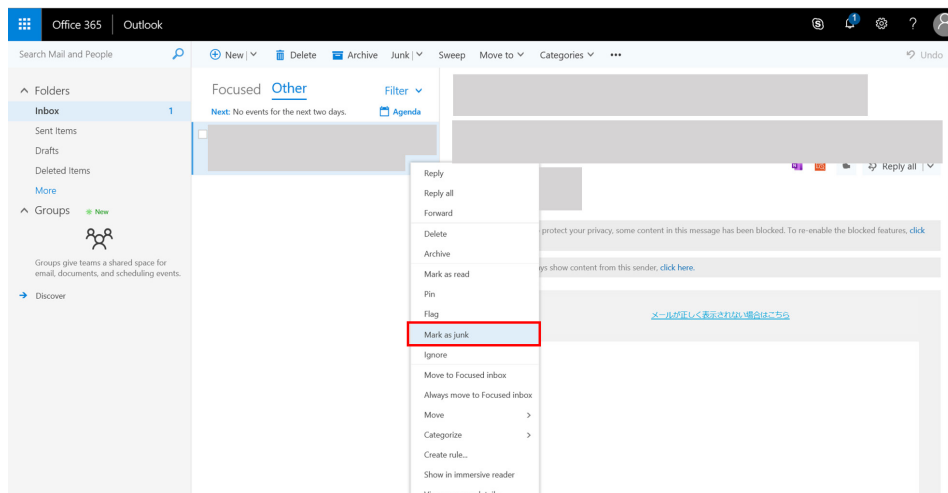 Office 365 Outlook 1 ?
Search Mail and People
New Delete Archive Junk Sweep Move to Categories ••• Undo
Folders
Inbox 1
Sent Items
Drafts
Deleted Items
More
Groups New
Groups give teams a shared space for
email, documents, and scheduling events.
Discover
Focused Other Filter
Next: No events for the next two days. Agenda
Reply all
protect your privacy, some content in this message has been blocked. To re-enable the blocked features, click
ys show content from this sender, click here.
メールが正しく表示されない場合はこちら
Reply
Reply all
Forward
Delete
Archive
Mark as read
Pin
Flag
Mark as junk
Ignore
Move to Focused inbox
Always move to Focused inbox
Move
Categorize
Create rule...
Show in immersive reader